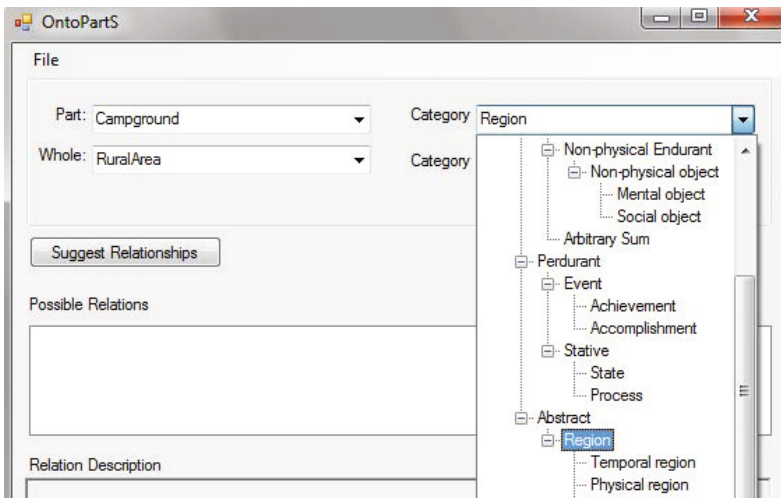 OntoPartS
File
Part: Campground Category Region
Whole: RuralArea Category
Non-physical Endurant
Non-physical object
Mental object
Social object
Arbitrary Sum
Suggest Relationships
Perdurant
Event
Possible Relations
Achievement
Accomplishment
Stative
State
Process
Abstract
Region
Relation Description
Temporal region
Physical region